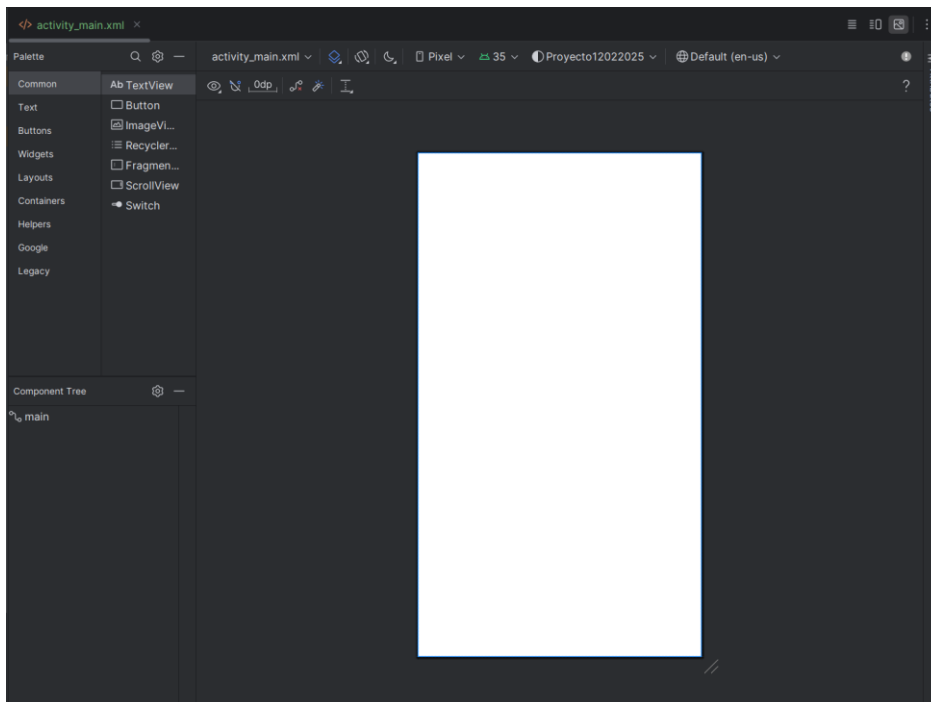 </> activity_main.xml ×
Palette
activity_main.xml Pixel 35 Proyecto12022025 Default (en-us)
Common
Text
Buttons
Widgets
Layouts
Containers
Helpers
Google
Legacy
Ab TextView
Button
ImageVi...
Recycler...
Fragmen...
ScrollView
Switch
0dp
?
Component Tree
main